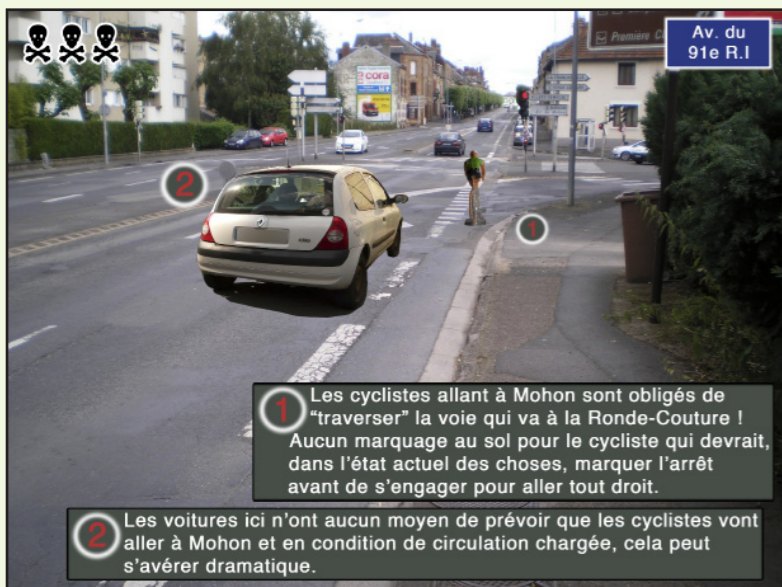 Av. du
91e R.I
Première
cora
2
1
1 Les cyclistes allant à Mohon sont obligés de
“traverser” la voie qui va à la Ronde-Couture !
Aucun marquage au sol pour le cycliste qui devrait,
dans l’état actuel des choses, marquer l’arrêt
avant de s’engager pour aller tout droit.
2 Les voitures ici n’ont aucun moyen de prévoir que les cyclistes vont
aller à Mohon et en condition de circulation chargée, cela peut
s’avérer dramatique.